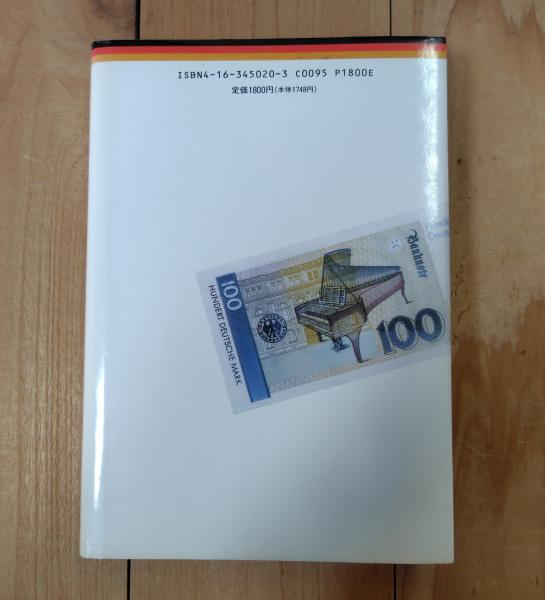 ISBN4-16-345020-3 C0095 P1800E
定価1800円(本体1748円)
Banknote
100
HUNDERT DEUTSCHE MARK
100